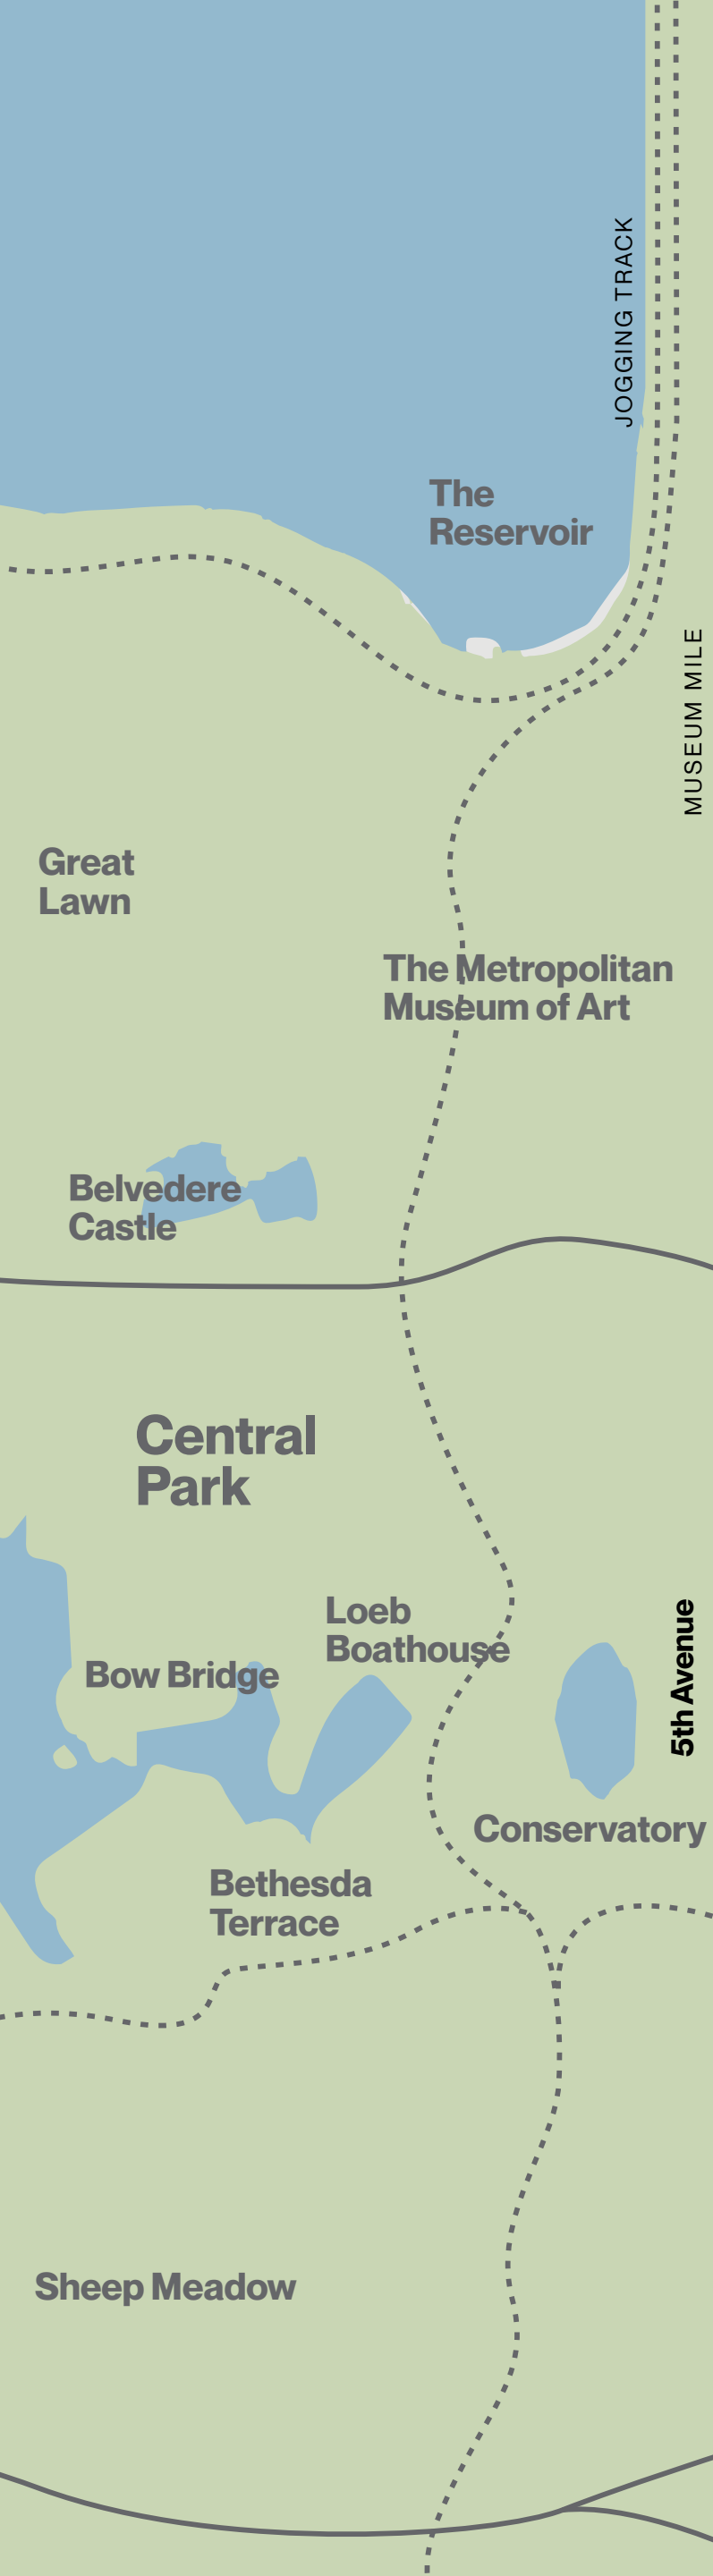 JOGGING TRACK
The
Reservoir
MUSEUM MILE
Great
Lawn
The Metropolitan
Museum of Art
Belvedere
Castle
Central
Park
Loeb
Boathouse
5th Avenue
Bow Bridge
Conservatory
Bethesda
Terrace
Sheep Meadow